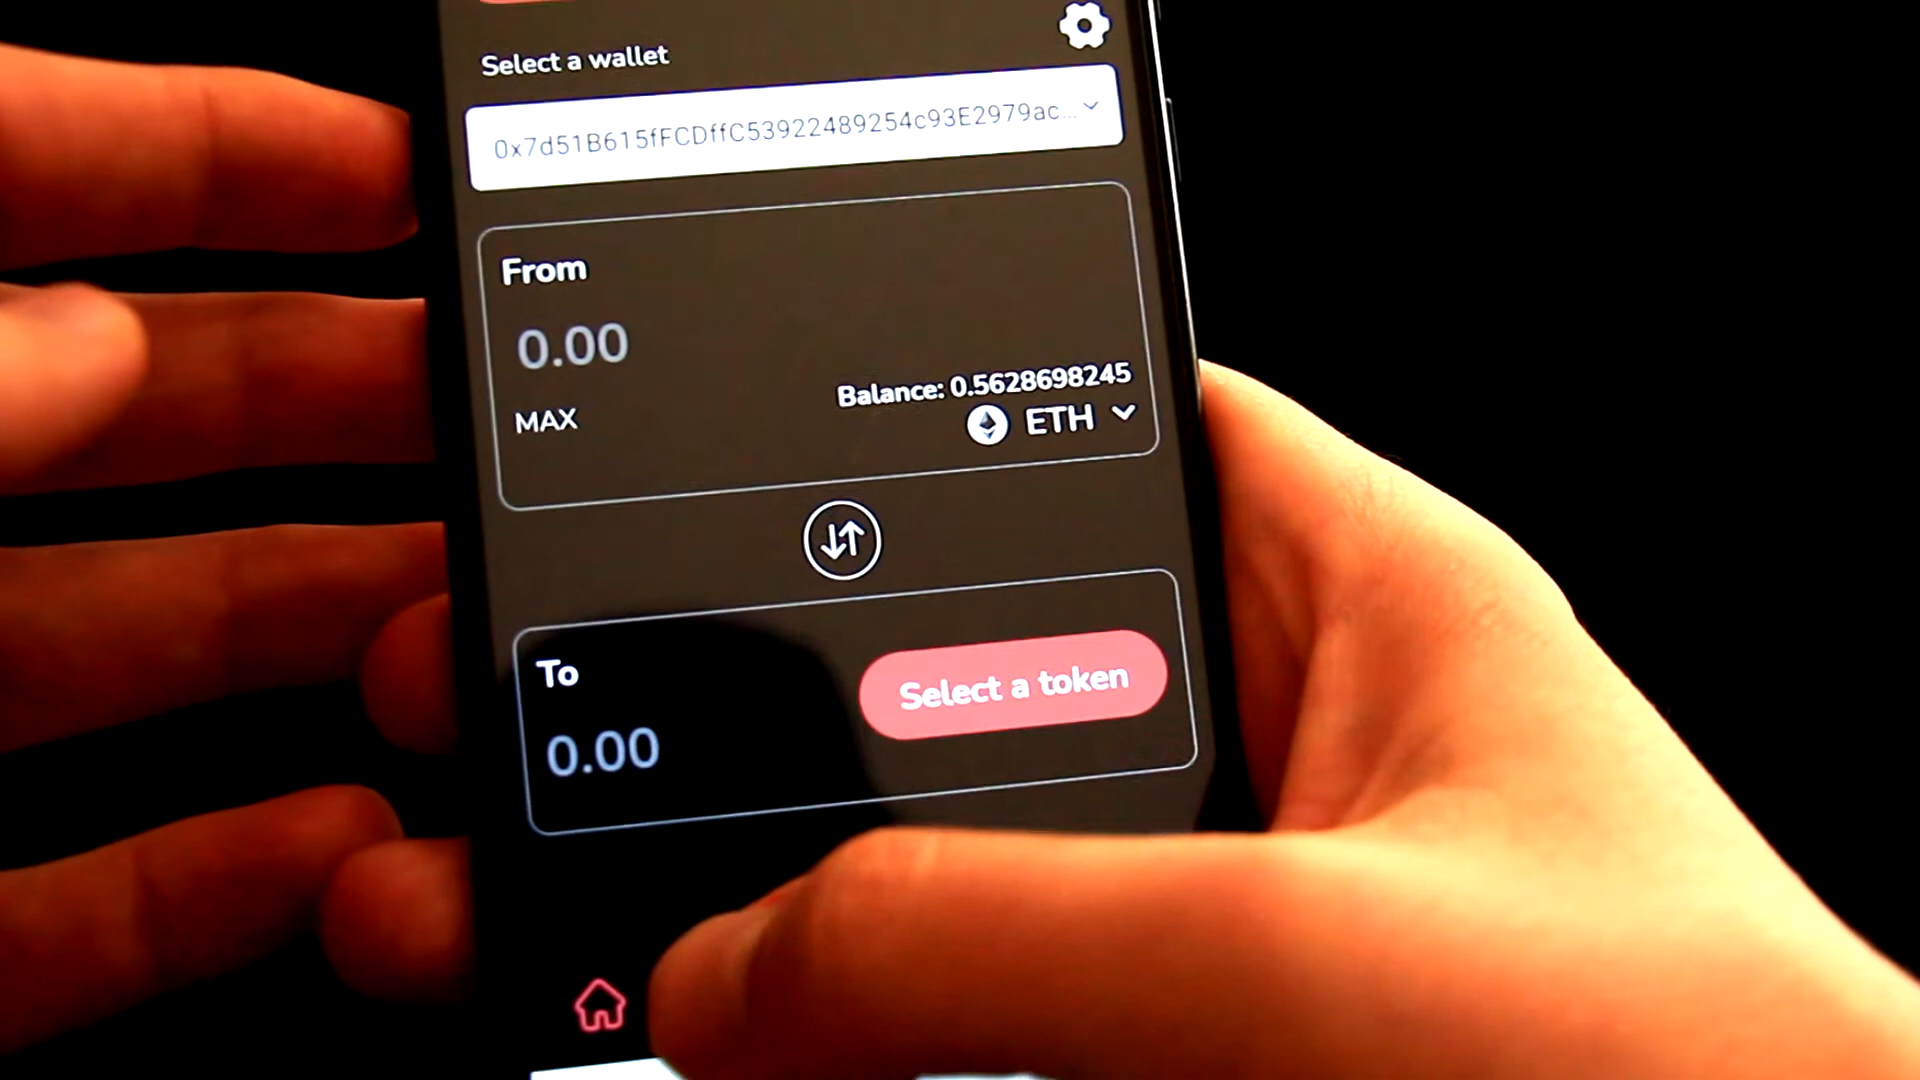 Select a wallet
0x7d51B615fFCDffC53922489254c93E2979ac...
From
0.00
Balance: 0.5628698245
MAX
ETH
To
Select a token
0.00